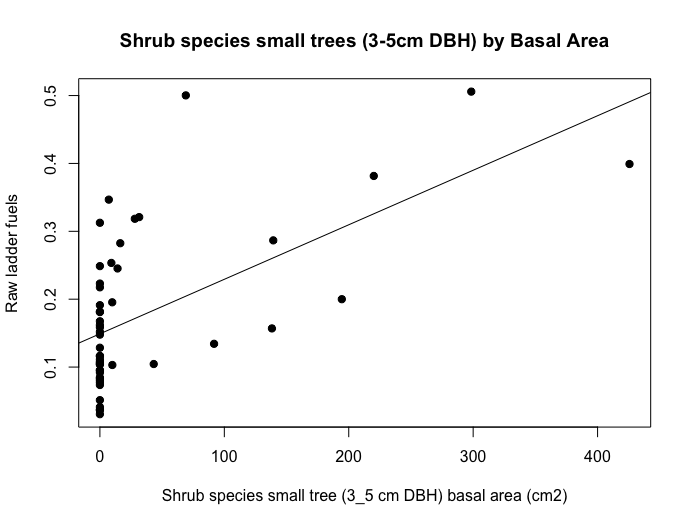 Shrub species small trees (3-5cm DBH) by Basal Area
0.5
0.4
0.3
0.2
0.1
Raw ladder fuels
0 100 200 300 400
Shrub species small tree (3_5 cm DBH) basal area (cm2)